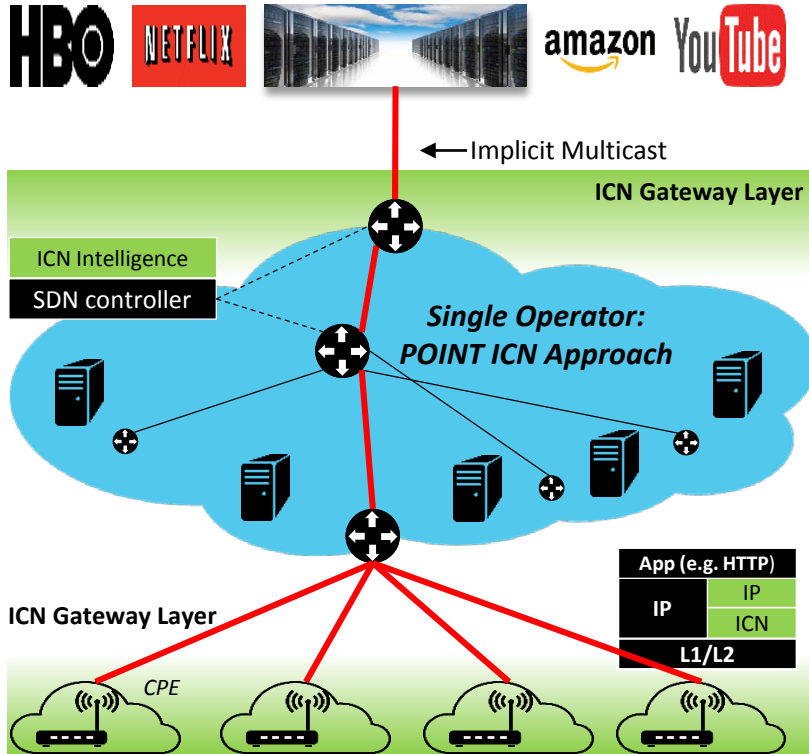 HBO
NETFLIX
amazon
YouTube
Implicit Multicast
ICN Gateway Layer
ICN Intelligence
SDN controller
Single Operator:
POINT ICN Approach
App (e.g. HTTP)
IP
IP
ICN
L1/L2
ICN Gateway Layer
CPE